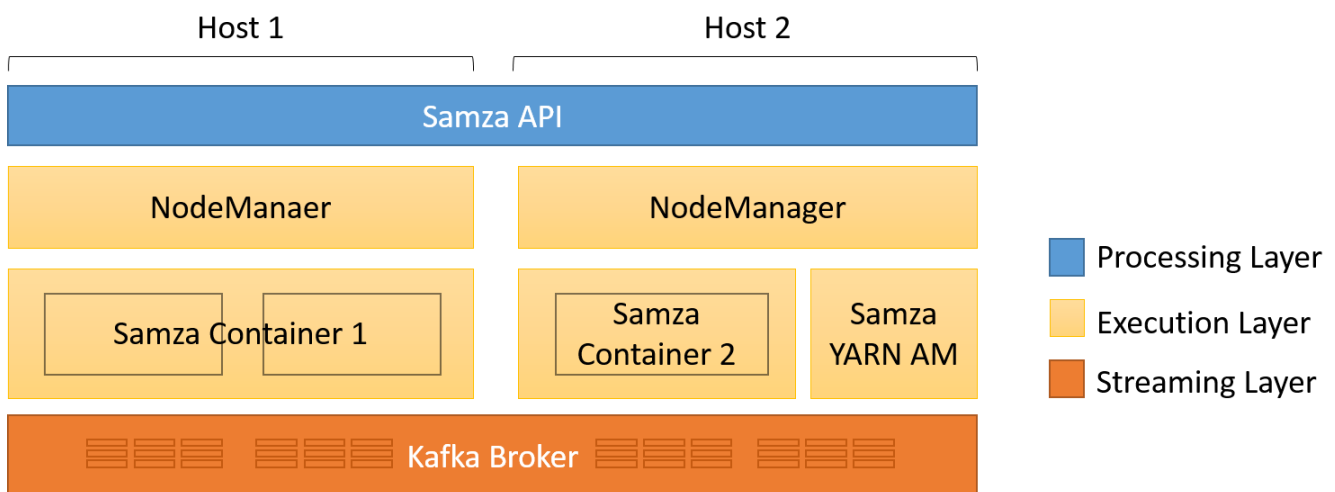 Host 1
Host 2
Samza API
NodeManaer
NodeManager
Samza Container 1
Samza
Container 2
Samza
YARN AM
Kafka Broker
Processing Layer
Execution Layer
Streaming Layer